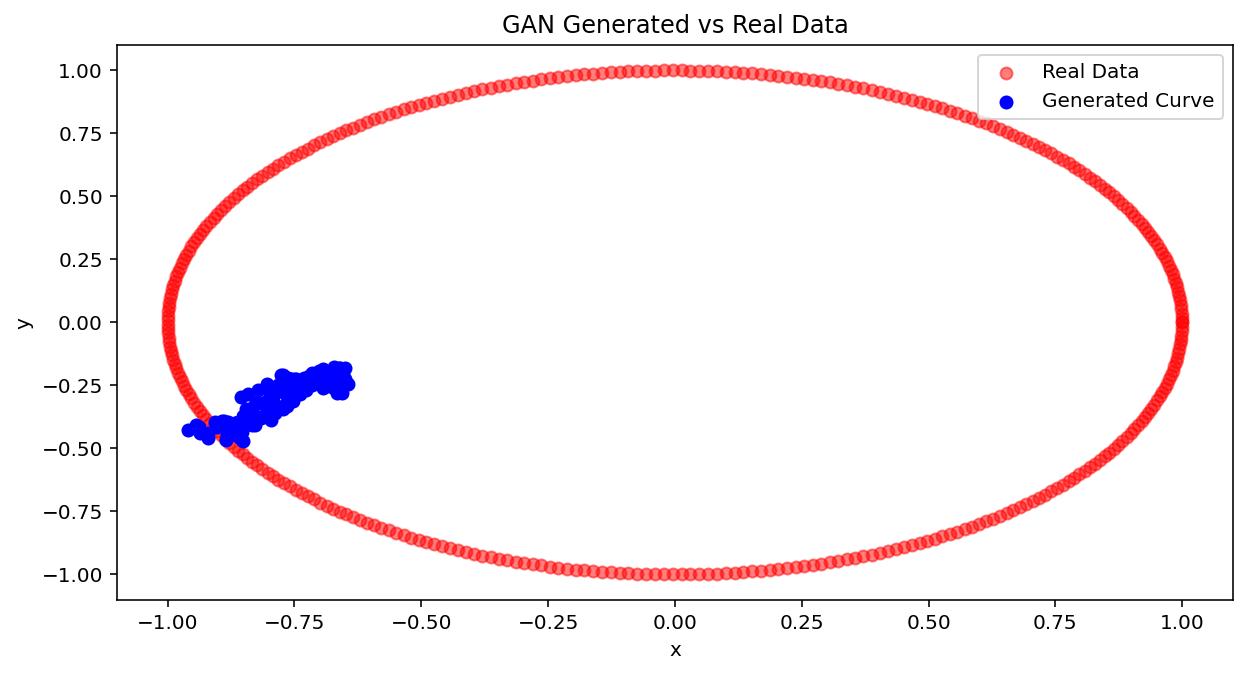 GAN Generated vs Real Data
Real Data
Generated Curve
1.00
0.75
0.50
0.25
0.00
−0.25
−0.50
−0.75
−1.00
y
−1.00 −0.75 −0.50 −0.25 0.00 0.25 0.50 0.75 1.00
x